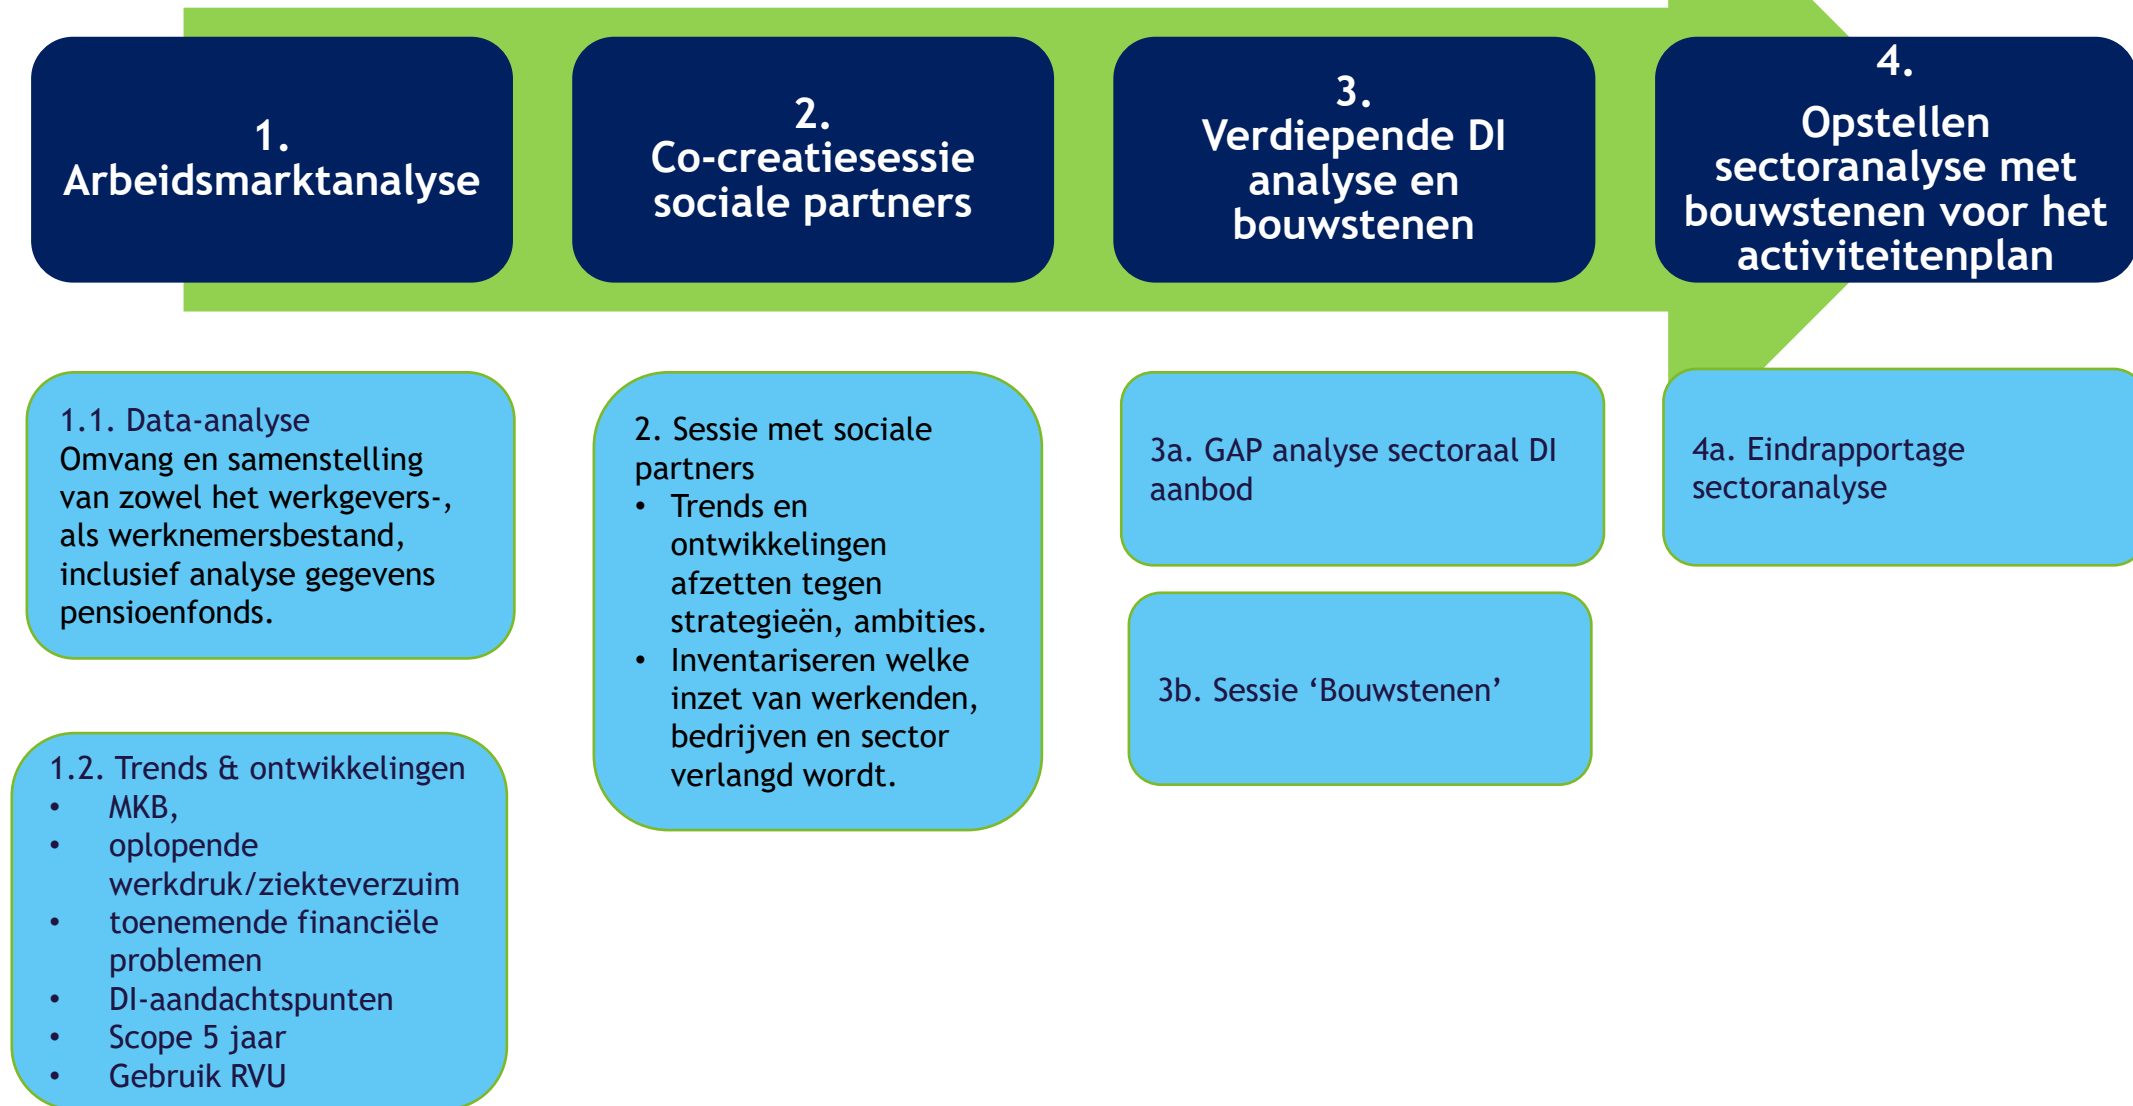 1.
Arbeidsmarktanalyse
2.
Co-creatiesessie
sociale partners
3.
Verdiepende DI
analyse en
bouwstenen
4.
Opstellen
sectoranalyse met
bouwstenen voor het
activiteitenplan
1.1. Data-analyse
Omvang en samenstelling
van zowel het werkgevers-,
als werknemersbestand,
inclusief analyse gegevens
pensioenfonds.
1.2. Trends & ontwikkelingen
• MKB,
• oplopende
werkdruk/ziekteverzuim
• toenemende financiële
problemen
• DI-aandachtspunten
• Scope 5 jaar
• Gebruik RVU
2. Sessie met sociale
partners
• Trends en
ontwikkelingen
afzetten tegen
strategieën, ambities.
• Inventariseren welke
inzet van werkenden,
bedrijven en sector
verlangd wordt.
3a. GAP analyse sectoraal DI
aanbod
3b. Sessie ‘Bouwstenen’
4a. Eindrapportage
sectoranalyse